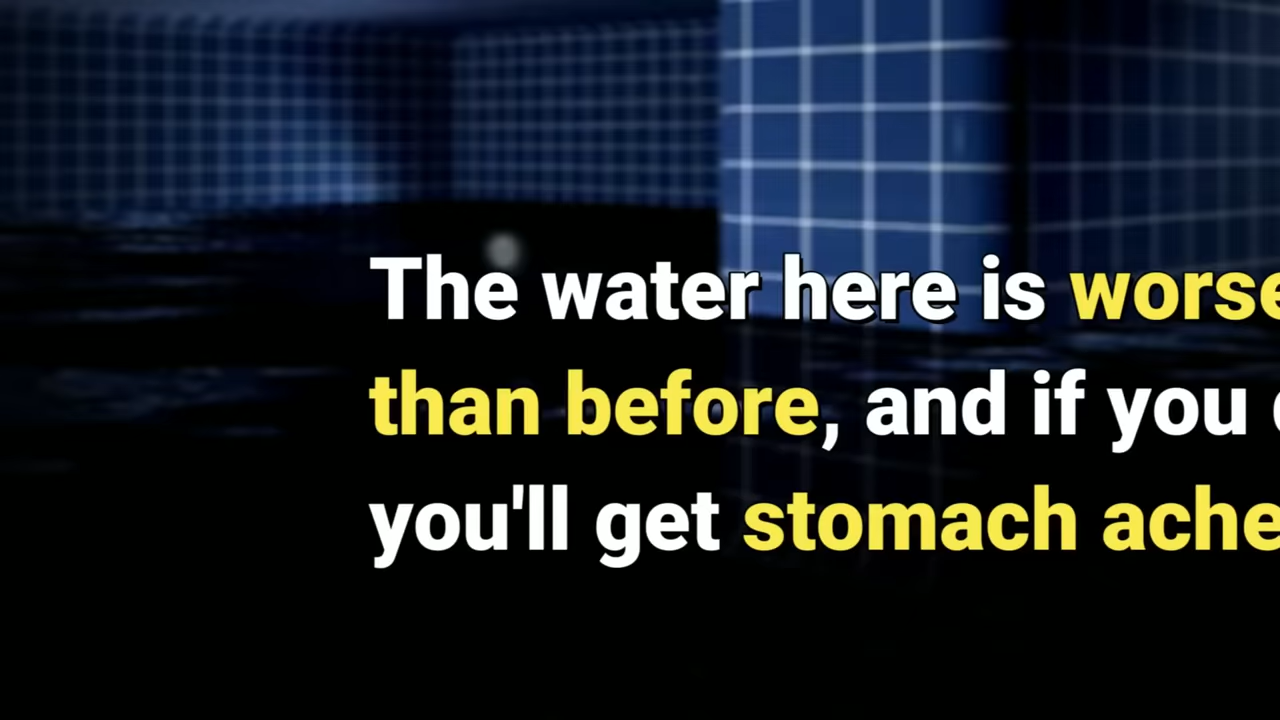 The water here is worse
than before, and if you
you'll get stomach ache